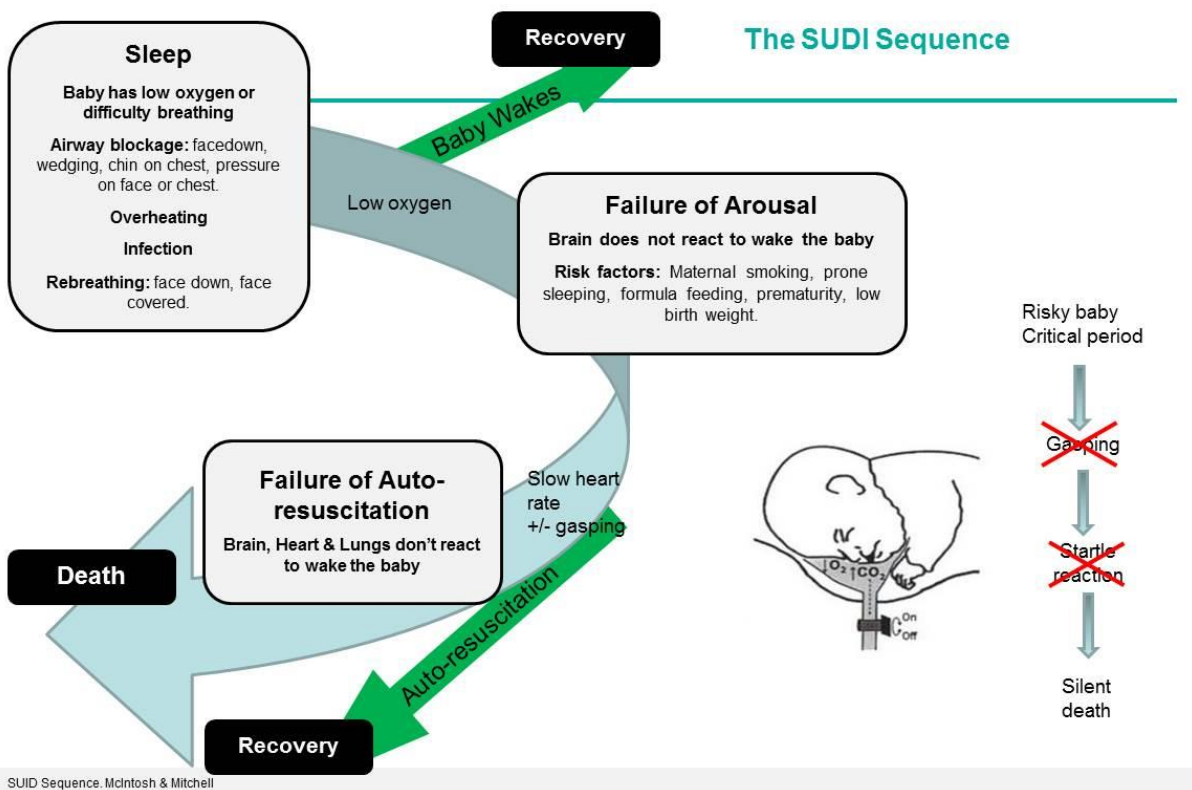 The SUDI Sequence
Sleep
Baby has low oxygen or
difficulty breathing
Airway blockage: facedown,
wedging, chin on chest, pressure
on face or chest.
Overheating
Infection
Rebreathing: face down, face
covered.
Recovery
Baby Wakes
Low oxygen
Failure of Arousal
Brain does not react to wake the baby
Risk factors: Maternal smoking, prone
sleeping, formula feeding, prematurity, low
birth weight.
Slow heart
rate
+/- gasping
Failure of Auto-
resuscitation
Brain, Heart & Lungs don’t react
to wake the baby
Death
Auto-resuscitation
Recovery
↓O₂ ↑CO₂
On
Off
Risky baby
Critical period
Gasping
Startle
reaction
Silent
death
SUID Sequence. McIntosh & Mitchell